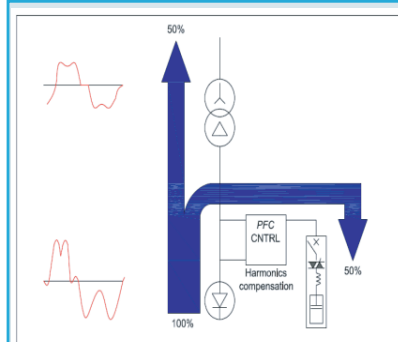 50%
PFC
CNTRL
Harmonics
compensation
50%
100%